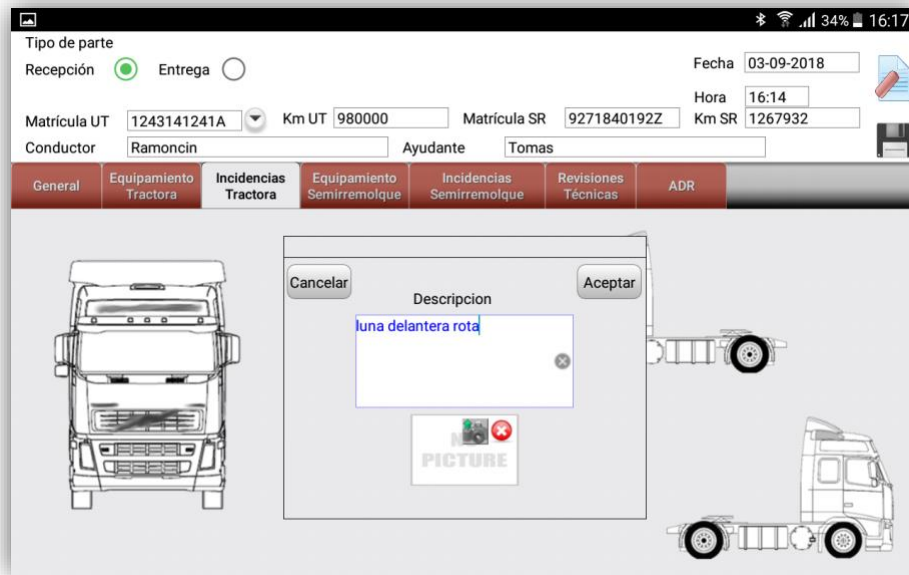 34% 16:17
Tipo de parte
Recepción Entrega Fecha 03-09-2018
Hora 16:14
Matrícula UT 1243141241A Km UT 980000 Matrícula SR 9271840192Z Km SR 1267932
Conductor Ramoncin Ayudante Tomas
General Equipamiento Tractora Incidencias Tractora Equipamiento Semirremolque Incidencias Semirremolque Revisiones Técnicas ADR
Cancelar Aceptar
Descripcion
luna delantera rota
PICTURE